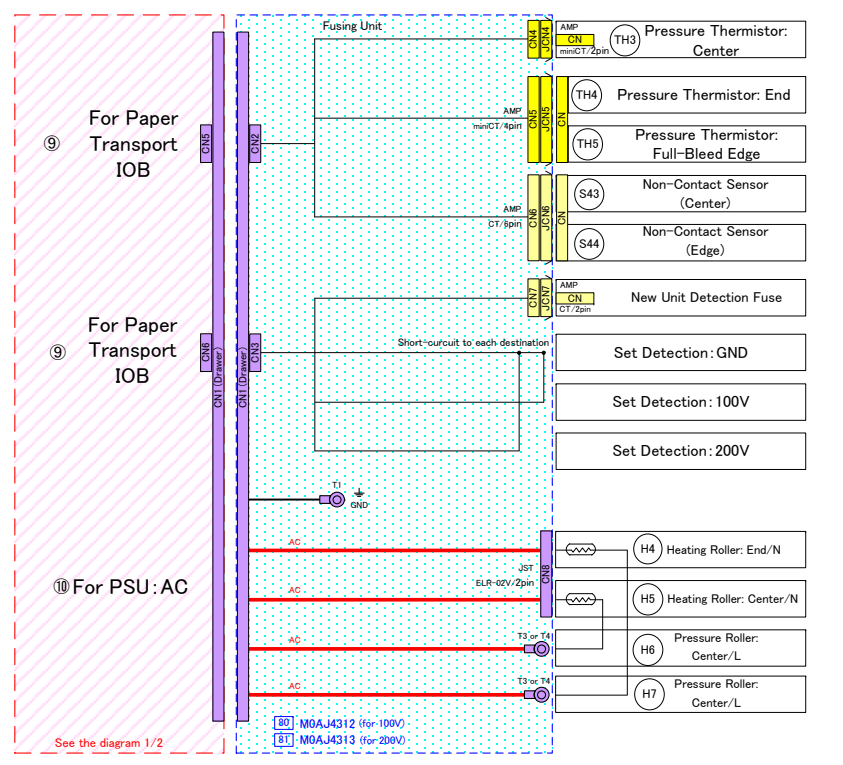 Fusing Unit
CN4
JCN4
AMP
CN
miniCT/2pin
TH3
Pressure Thermistor:
Center
⑨
For Paper
Transport
IOB
CN5
CN2
AMP
miniCT/4pin
CN5
JCN5
CN
TH4
Pressure Thermistor: End
TH5
Pressure Thermistor:
Full-Bleed Edge
AMP
CT/6pin
CN6
JCN6
CN
S43
Non-Contact Sensor
(Center)
S44
Non-Contact Sensor
(Edge)
CN7
JCN7
AMP
CN
CT/2pin
New Unit Detection Fuse
⑨
For Paper
Transport
IOB
CN6
CN1(Drawer)
CN1(Drawer)
CN3
Short-curcuit to each destination
Set Detection:GND
Set Detection:100V
Set Detection:200V
T1
GND
⑩For PSU:AC
AC
AC
AC
AC
JST
ELR-02V/2pin
CN8
H4
Heating Roller: End/N
H5
Heating Roller: Center/N
T3 or T4
H6
Pressure Roller:
Center/L
T3 or T4
H7
Pressure Roller:
Center/L
80 M0AJ4312 (for 100V)
81 M0AJ4313 (for 200V)
See the diagram 1/2